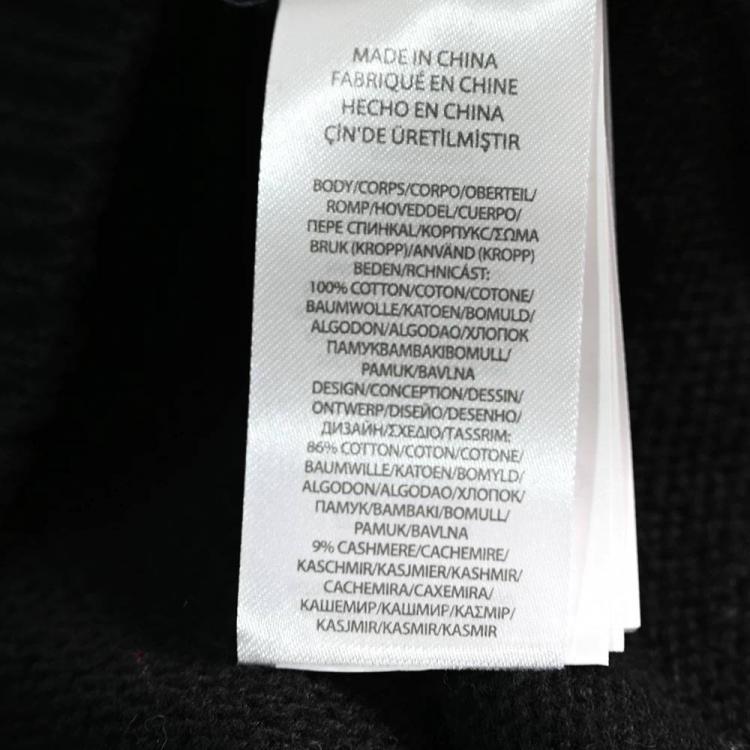 MADE IN CHINA
FABRIQUÉ EN CHINE
HECHO EN CHINA
ÇİN'DE ÜRETİLMİŞTIR
BODY/CORPS/CORPO/OBERTEIL/
ROMP/HOVEDDEL/CUERPO/
ПЕРЕ СПИНКАL/КОРПУКС/ΣΩΜΑ
BRUK (KROPP)/ANVÄND (KROPP)
BEDEN/RCHNICÁST:
100% COTTON/COTON/COTONE/
BAUMWOLLE/KATOEN/BOMULD/
ALGODON/ALGODAO/ХЛОПОК
ПАМУКBAMBAKIBOMULL/
PAMUK/BAVLNA
DESIGN/CONCEPTION/DESSIN/
ONTWERP/DISEÑO/DESENHO/
ДИЗАЙН/ΣΧΕΔΙΟ/TASSRIM:
86% COTTON/COTON/COTONE/
BAUMWILLE/KATOEN/BOMYLD/
ALGODON/ALGODAO/ХЛОПОК/
ПАМУК/BAMBAKI/BOMULL/
PAMUK/BAVLNA
9% CASHMERE/CACHEMIRE/
KASCHMIR/KASJMIER/KASHMIR/
CACHEMIRA/CAXEMIRA/
КАШЕМИР/КАШМИР/ΚΑΣΜΙΡ/
KASJMIR/KASMIR/KASMIR